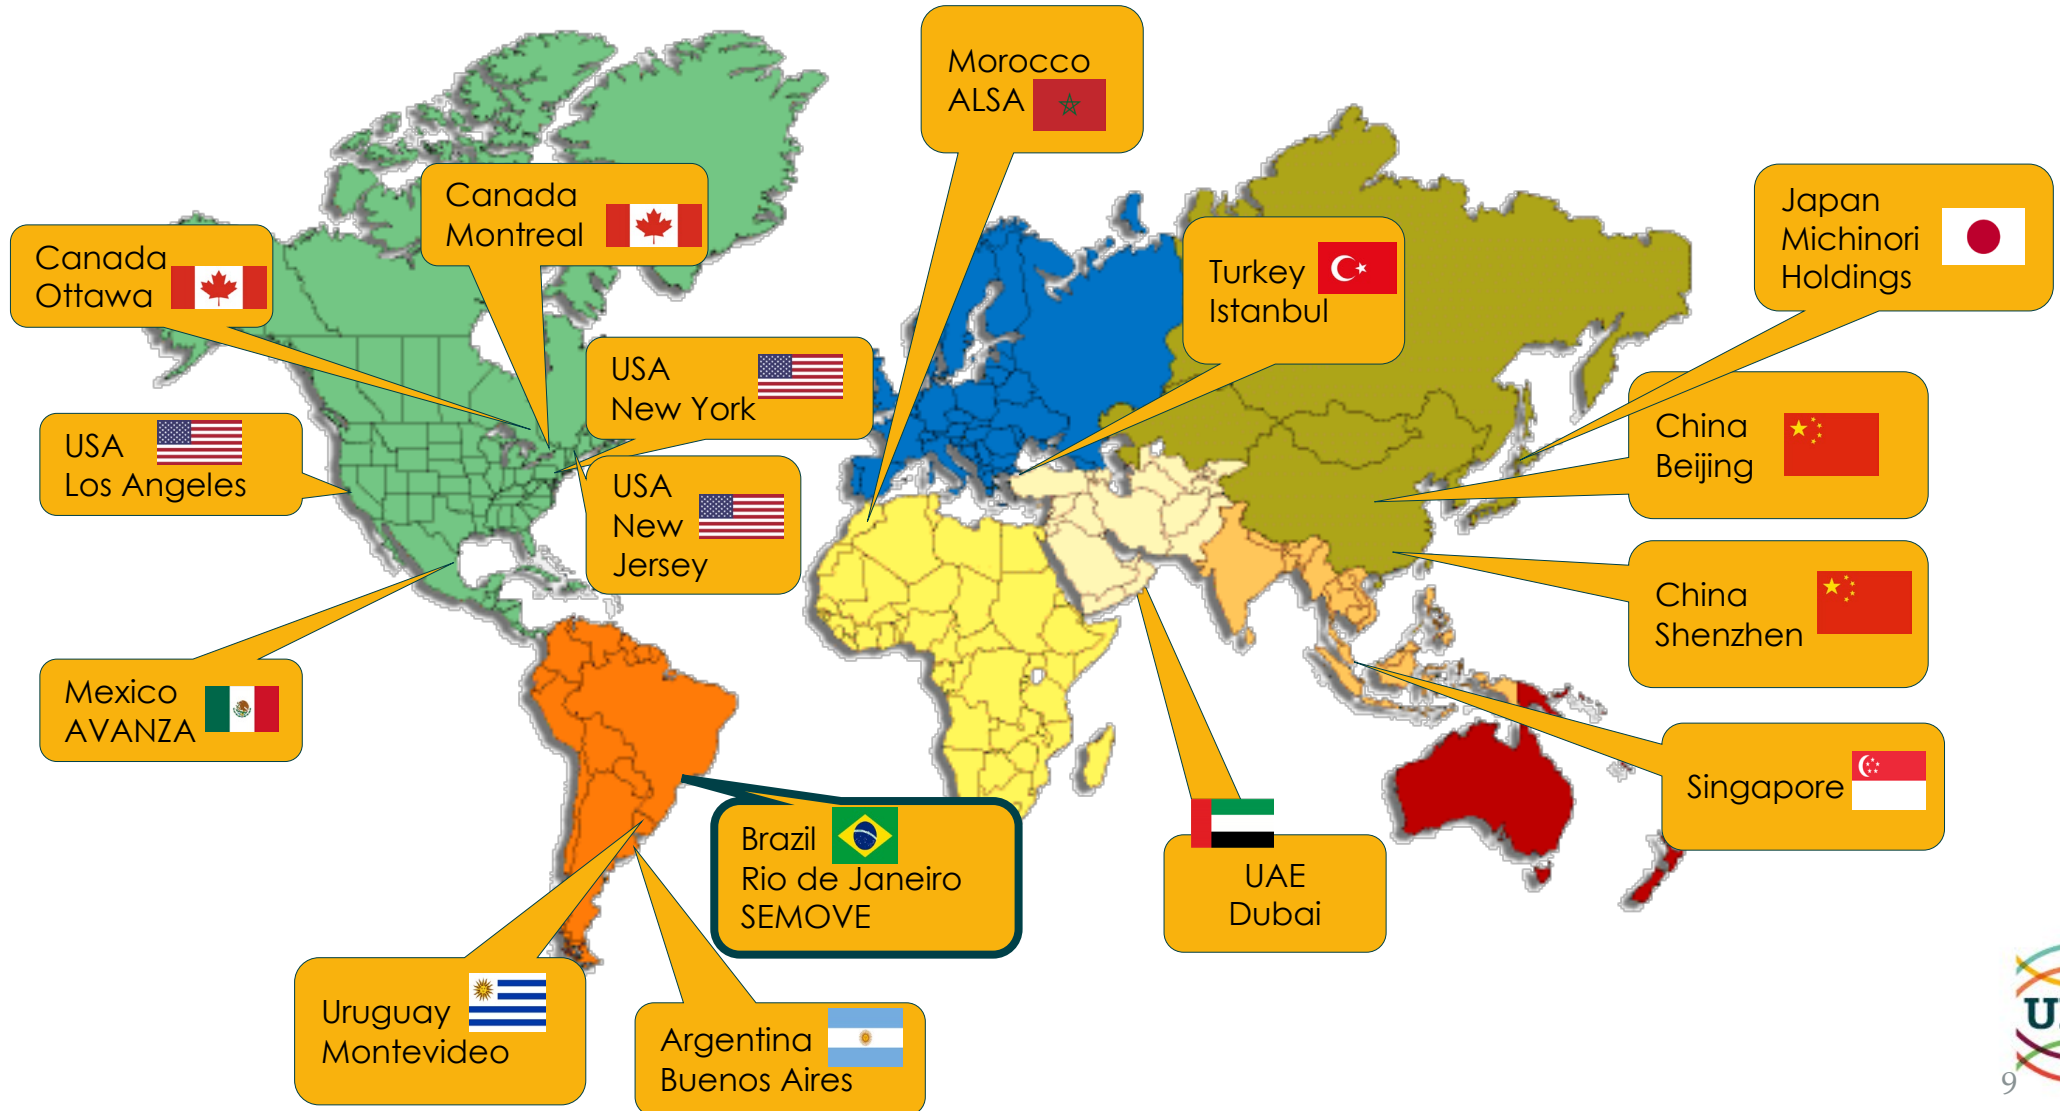 Morocco
ALSA
Canada
Montreal
Canada
Ottawa
Japan
Michinori
Holdings
Turkey
Istanbul
USA
New York
USA
Los Angeles
China
Beijing
USA
New
Jersey
China
Shenzhen
Mexico
AVANZA
Singapore
Brazil
Rio de Janeiro
SEMOVE
UAE
Dubai
Uruguay
Montevideo
Argentina
Buenos Aires
9